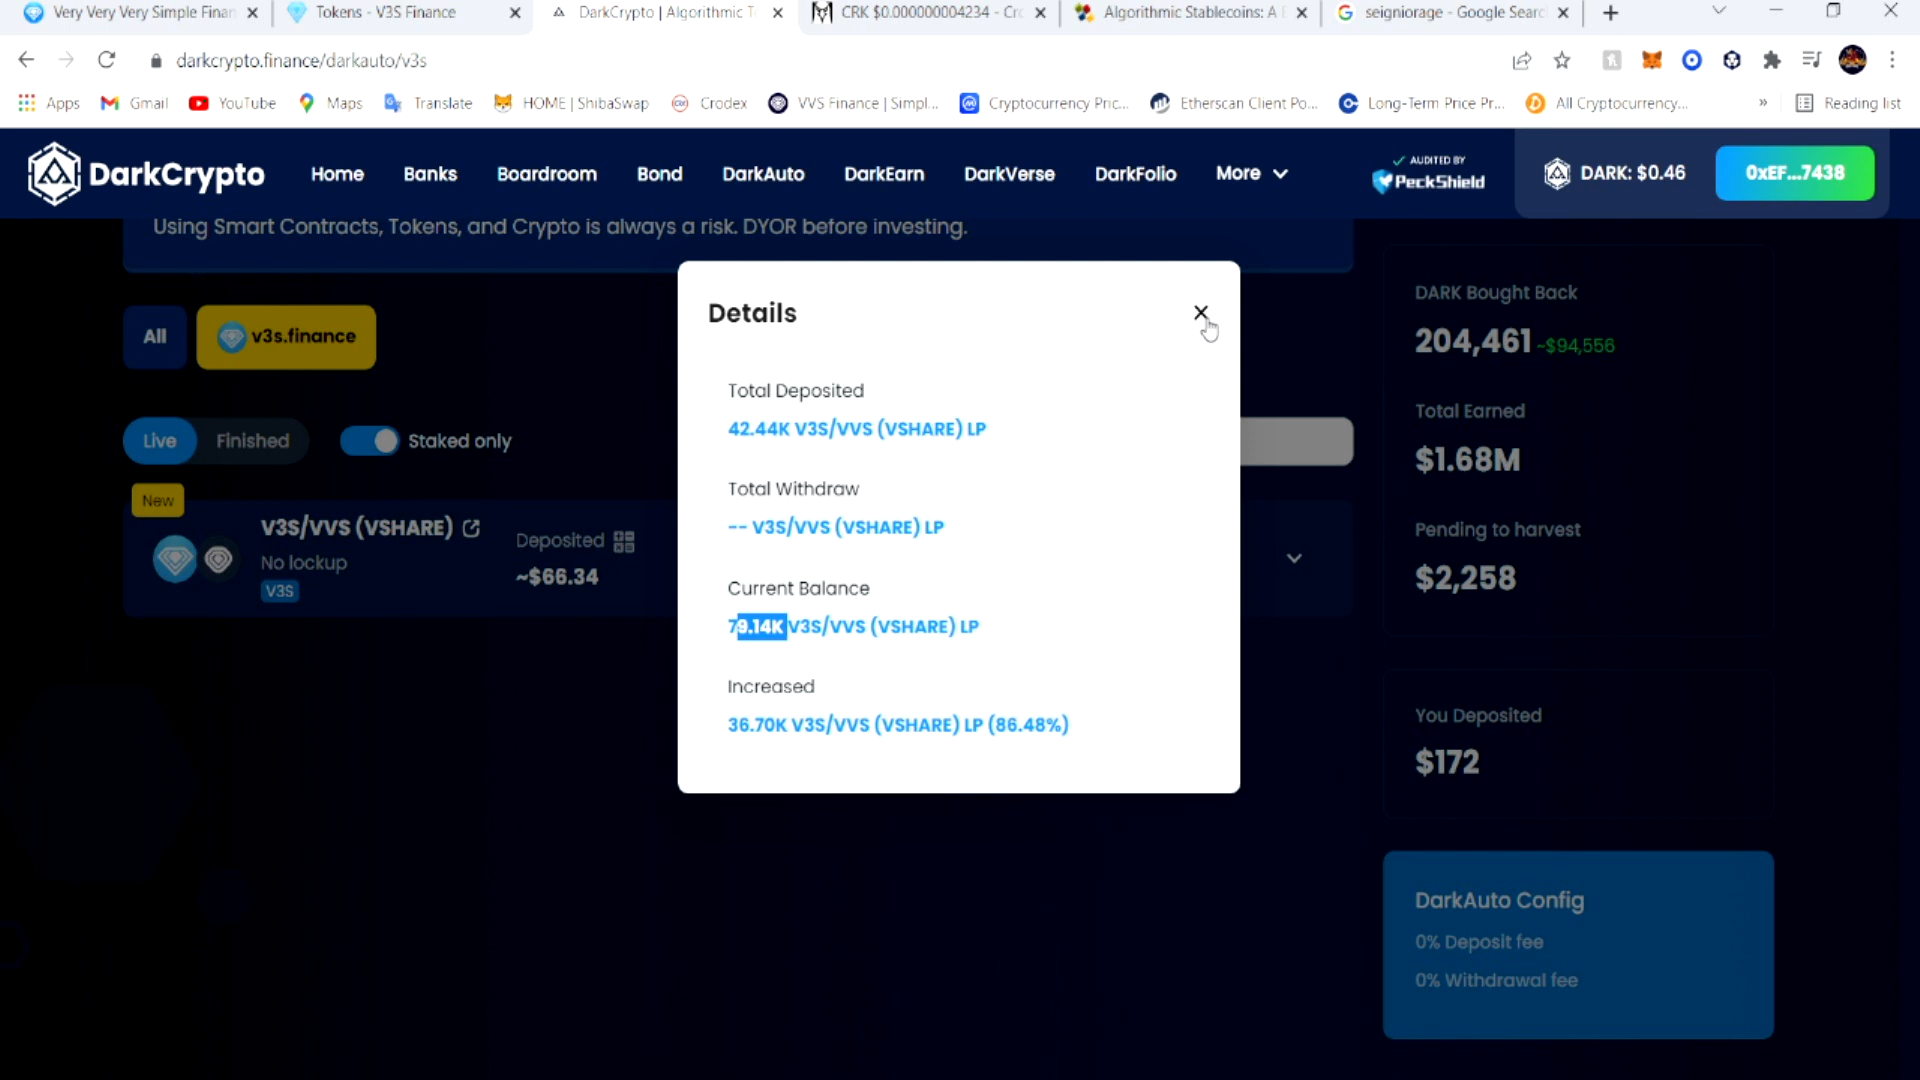 Very Very Very Simple Finan
Tokens - V3S Finance
DarkCrypto | Algorithmic T
CRK $0.000000004234 - Crc
Algorithmic Stablecoins: A
seigniorage - Google Searc
darkcrypto.finance/darkauto/v3s
Apps
Gmail
YouTube
Maps
Translate
HOME | ShibaSwap
Crodex
VVS Finance | Simpl...
Cryptocurrency Pric...
Etherscan Client Po...
Long-Term Price Pr...
All Cryptocurrency...
»
Reading list
DarkCrypto
Home
Banks
Boardroom
Bond
DarkAuto
DarkEarn
DarkVerse
DarkFolio
More
AUDITED BY
PeckShield
DARK: $0.46
0xEF...7438
Using Smart Contracts, Tokens, and Crypto is always a risk. DYOR before investing.
All
v3s.finance
Live
Finished
Staked only
New
V3S/VVS (VSHARE)
No lockup
V3S
Deposited
~$66.34
Details
Total Deposited
42.44K V3S/VVS (VSHARE) LP
Total Withdraw
-- V3S/VVS (VSHARE) LP
Current Balance
79.14K V3S/VVS (VSHARE) LP
Increased
36.70K V3S/VVS (VSHARE) LP (86.48%)
DARK Bought Back
204,461 ~$94,556
Total Earned
$1.68M
Pending to harvest
$2,258
You Deposited
$172
DarkAuto Config
0% Deposit fee
0% Withdrawal fee